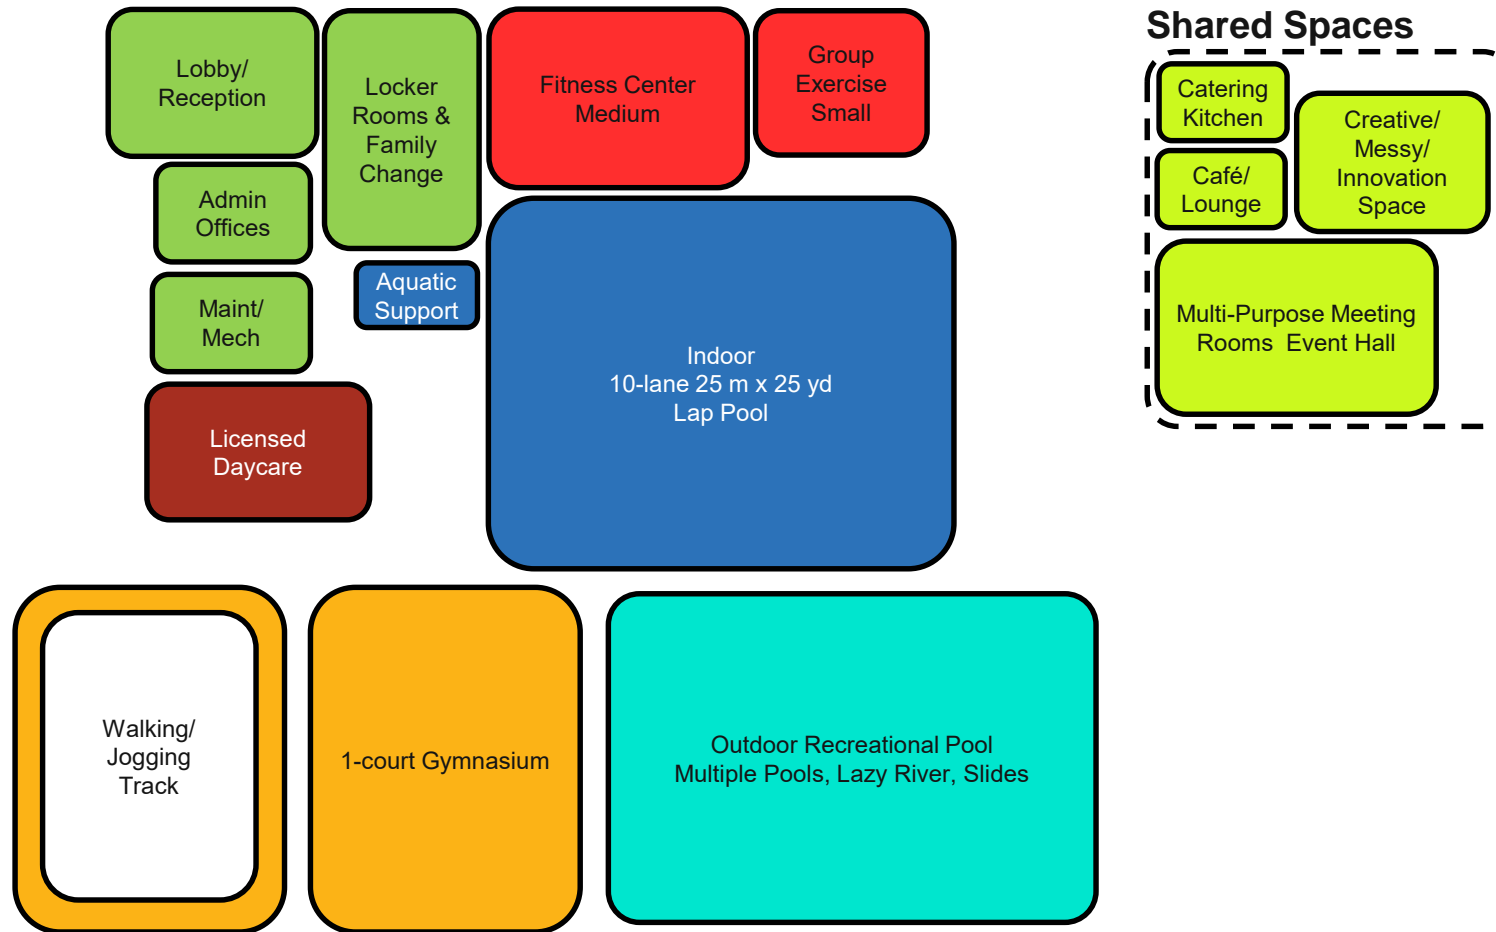 Shared Spaces
Lobby/
Reception
Locker
Rooms &
Family
Change
Fitness Center
Medium
Group
Exercise
Small
Catering
Kitchen
Creative/
Messy/
Innovation
Space
Café/
Lounge
Admin
Offices
Aquatic
Support
Maint/
Mech
Multi-Purpose Meeting
Rooms  Event Hall
Indoor
10-lane 25 m x 25 yd
Lap Pool
Licensed
Daycare
Walking/
Jogging
Track
1-court Gymnasium
Outdoor Recreational Pool
Multiple Pools, Lazy River, Slides